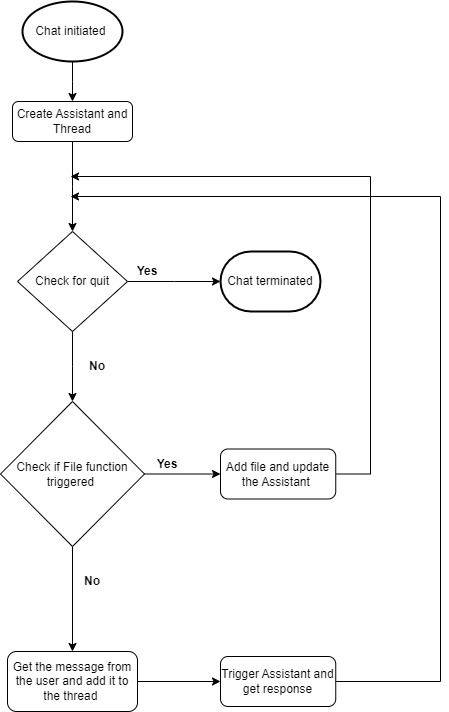 Chat initiated
Create Assistant and
Thread
Check for quit
Yes
Chat terminated
No
Check if File function
triggered
Yes
Add file and update
the Assistant
No
Get the message from
the user and add it to
the thread
Trigger Assistant and
get response